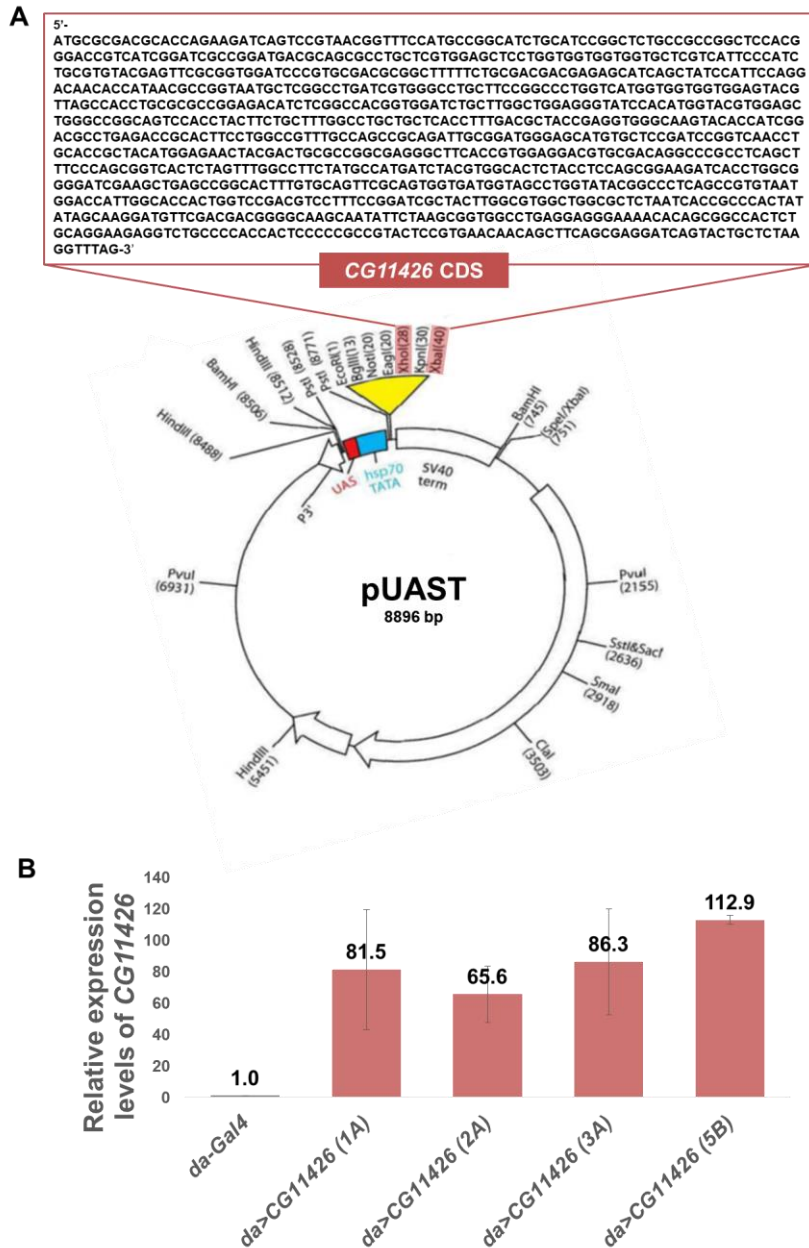 A
5'-
ATGCGCGACGCACCAGAAGATCAGTCCGTAACGGTTTCCATGCCGGCATCTGCATCCGGCTCTGCCGCCGGCTCCACG
GGACCGTCATCGGATCGCCGGATGACGCAGCGCCTGCTCGTGGAGCTCCTGGTGGTGGTGGTGCTCGTCATTCCCATC
TGCGTGTACGAGTTCGCGGTGGATCCCGTGCGACGCGGCTTTTTCTGCGACGACGAGAGCATCAGCTATCCATTCCAGG
ACAACACCATAACGCCGGTAATGCTCGGCCTGATCGTGGGCCTGCTTCCGGCCCTGGTCATGGTGGTGGTGGAGTACG
TTAGCCACCTGCGCGCCGGAGACATCTCGGCCACGGTGGATCTGCTTGGCTGGAGGGTATCCACATGGTACGTGGAGC
TGGGCCGGCAGTCCACCTACTTCTGCTTTGGCCTGCTGCTCACCTTTGACGCTACCGAGGTGGGCAAGTACACCATCGG
ACGCCTGAGACCGCACTTCCTGGCCGTTTGCCAGCCGCAGATTGCGGATGGGAGCATGTGCTCCGATCCGGTCAACCT
GCACCGCTACATGGAGAACTACGACTGCGCCGGCGAGGGCTTCACCGTGGAGGACGTGCGACAGGCCCGCCTCAGCT
TTCCCAGCGGTCACTCTAGTTTGGCCTTCTATGCCATGATCTACGTGGCACTCTACCTCCAGCGGAAGATCACCTGGCG
GGGATCGAAGCTGAGCCGGCACTTTGTGCAGTTCGCAGTGGTGATGGTAGCCTGGTATACGGCCCTCAGCCGTGTAAT
GGACCATTGGCACCACTGGTCCGACGTCCTTTCCGGATCGCTACTTGGCGTGGCTGGCGCTCTAATCACCGCCCACTAT
ATAGCAAGGATGTTCGACGACGGGGCAAGCAATATTCTAAGCGGTGGCCTGAGGAGGGAAAACACAGCGGCCACTCT
GCAGGAAGAGGTCTGCCCCACCACTCCCCCGCCGTACTCCGTGAACAACAGCTTCAGCGAGGATCAGTACTGCTCTAA
GGTTTAG-3'
CG11426 CDS
HindIII (8488)
BamHI (8506)
HindIII (8512)
PstI (8528)
PstI (8771)
EcoRI(1)
BglII(13)
NotI(20)
EagI(20)
XhoI(28)
KpnI(30)
XbaI(40)
BamHI
(745)
(SpeI/XbaI)
(751)
P3'
UAS
hsp70
TATA
SV40
term
PvuI
(6931)
pUAST
8896 bp
PvuI
(2155)
SstI&SacI
(2636)
SmaI
(2918)
ClaI
(3503)
HindIII
(5451)
B
Relative expression
levels of CG11426
140
120
100
80
60
40
20
0
1.0
81.5
65.6
86.3
112.9
da-Gal4
da>CG11426 (1A)
da>CG11426 (2A)
da>CG11426 (3A)
da>CG11426 (5B)